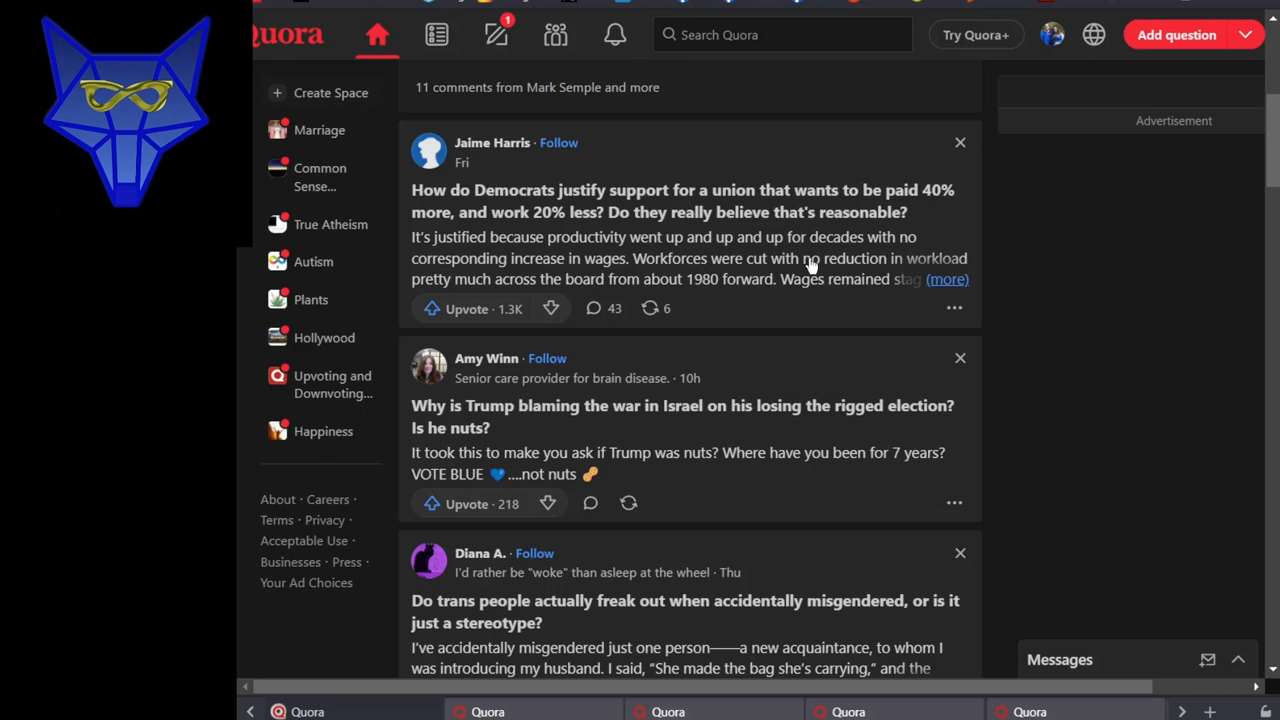 Quora
1
Search Quora
Try Quora+
Add question
+ Create Space
Marriage
Common
Sense...
True Atheism
Autism
Plants
Hollywood
Upvoting and
Downvoting...
Happiness
About · Careers ·
Terms · Privacy ·
Acceptable Use ·
Businesses · Press ·
Your Ad Choices
11 comments from Mark Semple and more
Jaime Harris · Follow
Fri
How do Democrats justify support for a union that wants to be paid 40%
more, and work 20% less? Do they really believe that's reasonable?
It's justified because productivity went up and up and up for decades with no
corresponding increase in wages. Workforces were cut with no reduction in workload
pretty much across the board from about 1980 forward. Wages remained stag (more)
Upvote · 1.3K 43 6
Amy Winn · Follow
Senior care provider for brain disease. · 10h
Why is Trump blaming the war in Israel on his losing the rigged election?
Is he nuts?
It took this to make you ask if Trump was nuts? Where have you been for 7 years?
VOTE BLUE 💙....not nuts 🥜
Upvote · 218
Diana A. · Follow
I'd rather be "woke" than asleep at the wheel · Thu
Do trans people actually freak out when accidentally misgendered, or is it
just a stereotype?
I've accidentally misgendered just one person——a new acquaintance, to whom I
was introducing my husband. I said, “She made the bag she's carrying,” and the
Advertisement
Messages
Quora Quora Quora Quora Quora